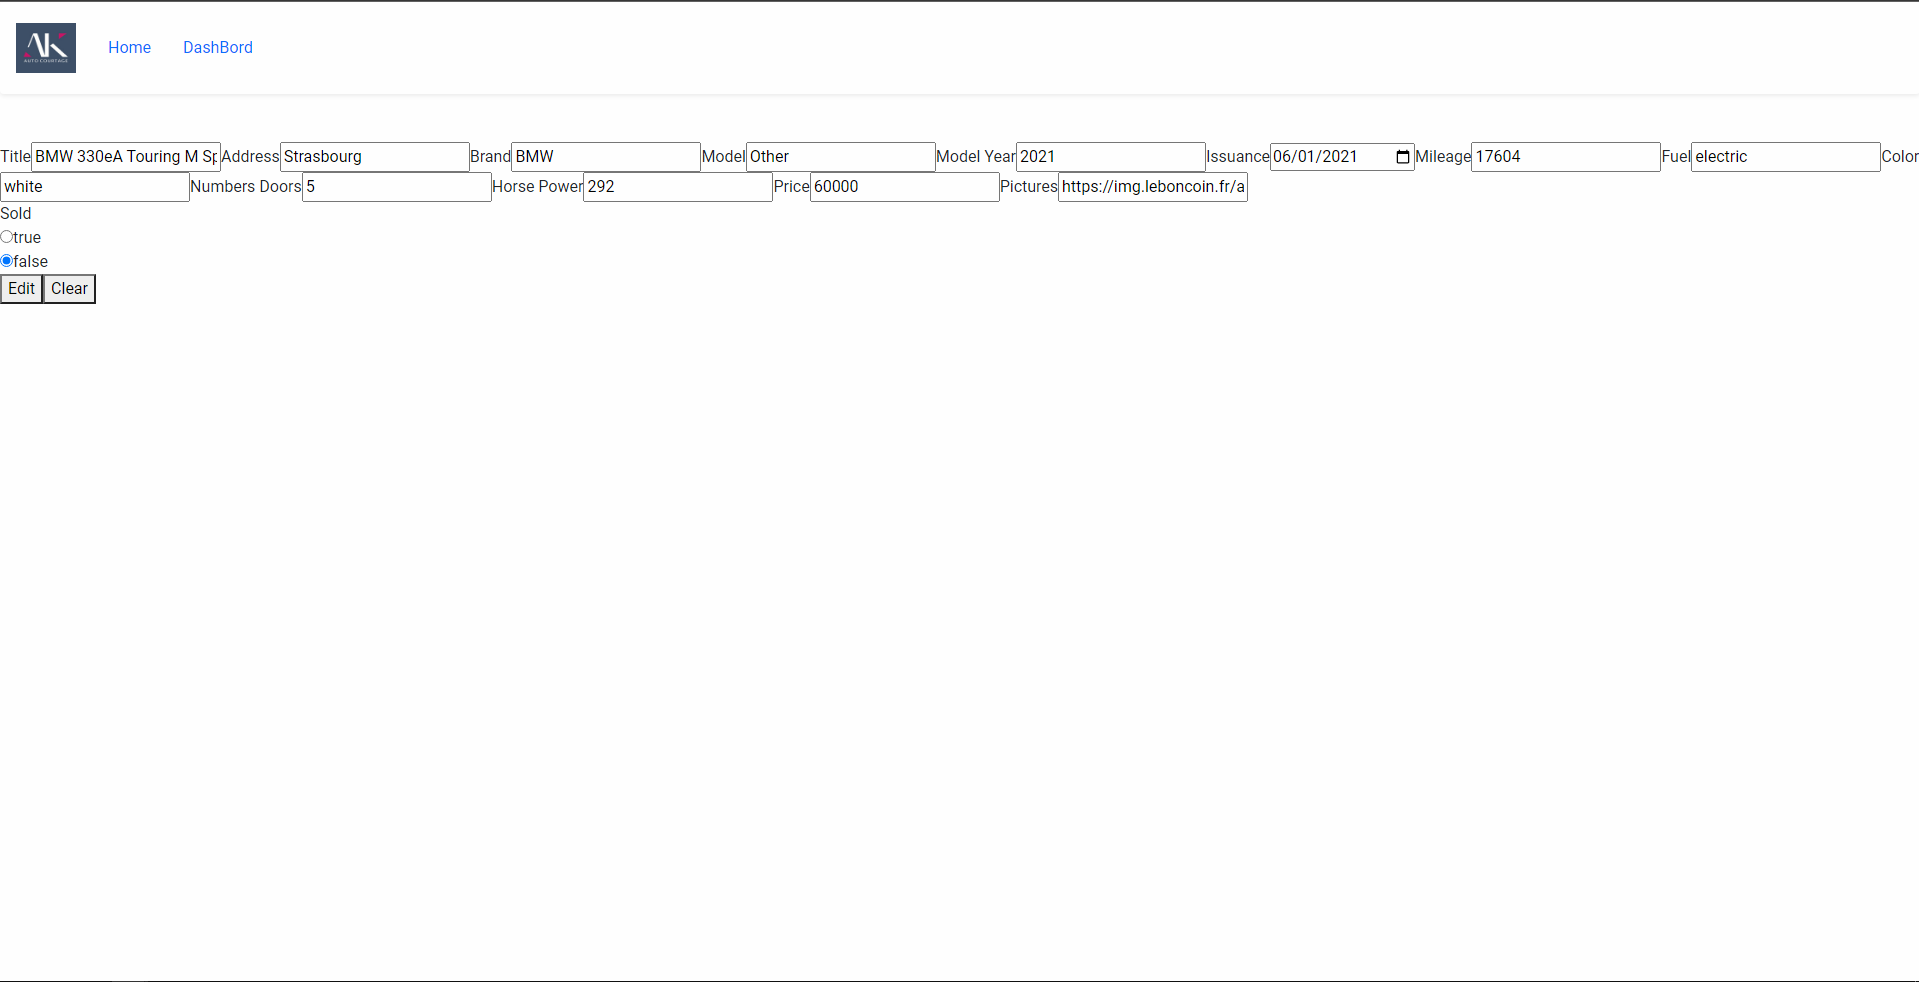 AK
AUTO COURTAGE
Home DashBord
Title BMW 330eA Touring M Sp Address Strasbourg Brand BMW Model Other Model Year 2021 Issuance 06/01/2021 Mileage 17604 Fuel electric Color
white Numbers Doors 5 Horse Power 292 Price 60000 Pictures https://img.leboncoin.fr/a
Sold
true
false
Edit Clear